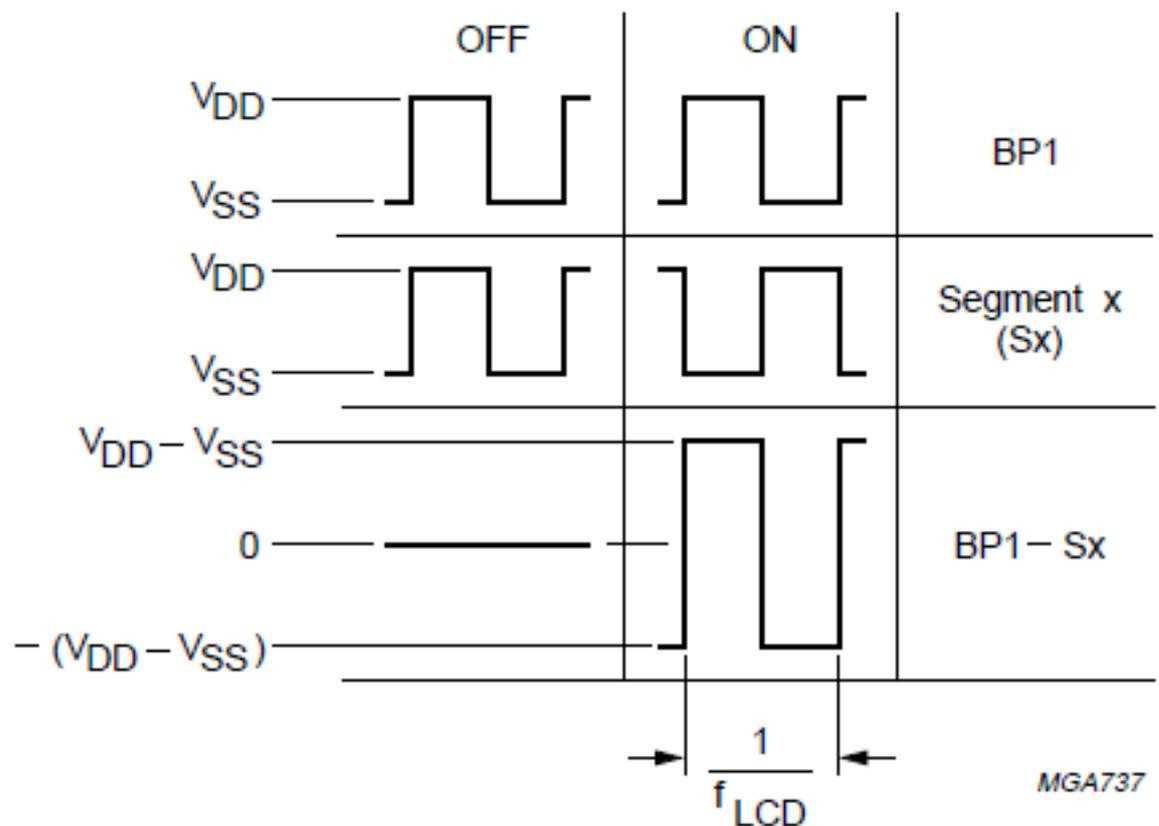 OFF ON
VDD
BP1
VSS
VDD
Segment x
(Sx)
VSS
VDD – VSS
0
BP1 – Sx
– (VDD – VSS)
1
fLCD
MGA737